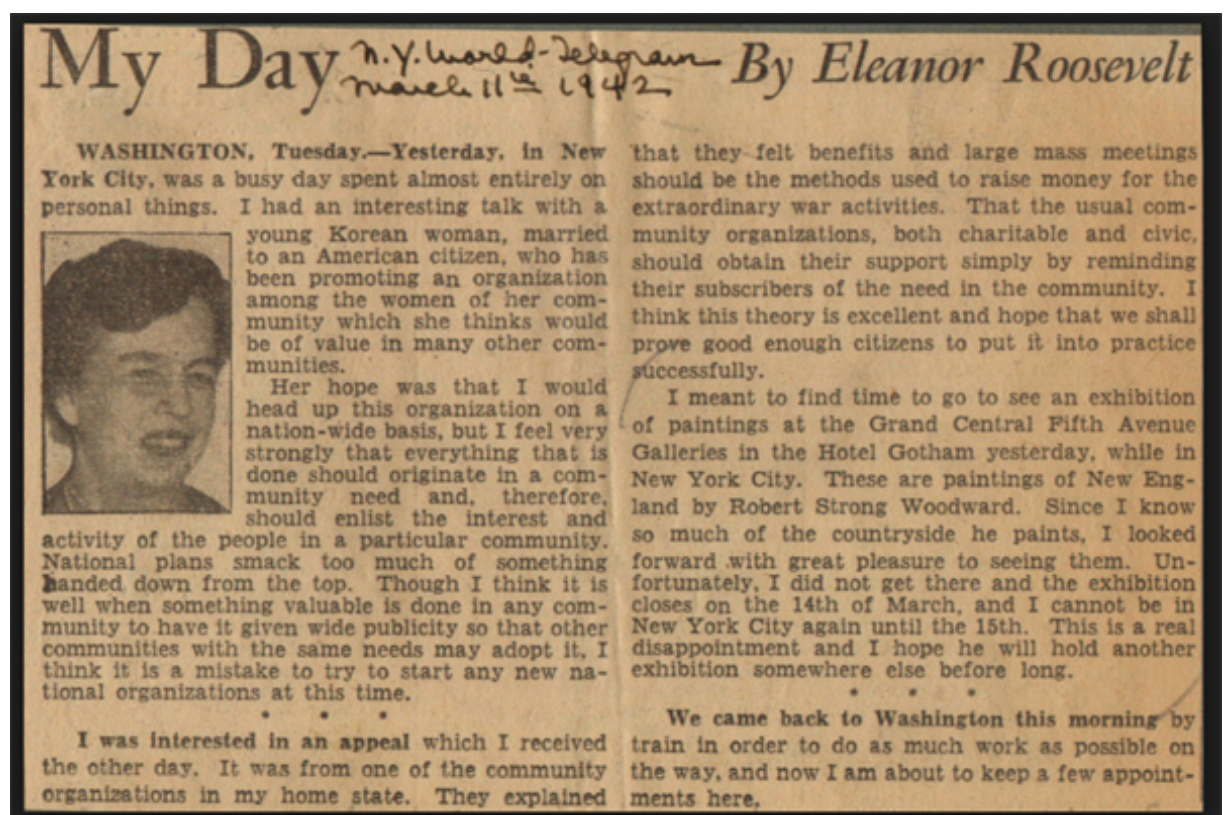 My Day
N.Y. World-Telegram
March 11th 1942
By Eleanor Roosevelt
WASHINGTON, Tuesday.—Yesterday, in New
York City, was a busy day spent almost entirely on
personal things. I had an interesting talk with a
young Korean woman, married
to an American citizen, who has
been promoting an organization
among the women of her com-
munity which she thinks would
be of value in many other com-
munities.
Her hope was that I would
head up this organization on a
nation-wide basis, but I feel very
strongly that everything that is
done should originate in a com-
munity need and, therefore,
should enlist the interest and
activity of the people in a particular community.
National plans smack too much of something
handed down from the top. Though I think it is
well when something valuable is done in any com-
munity to have it given wide publicity so that other
communities with the same needs may adopt it, I
think it is a mistake to try to start any new na-
tional organizations at this time.
• • •
I was interested in an appeal which I received
the other day. It was from one of the community
organizations in my home state. They explained
that they felt benefits and large mass meetings
should be the methods used to raise money for the
extraordinary war activities. That the usual com-
munity organizations, both charitable and civic,
should obtain their support simply by reminding
their subscribers of the need in the community. I
think this theory is excellent and hope that we shall
prove good enough citizens to put it into practice
successfully.
I meant to find time to go to see an exhibition
of paintings at the Grand Central Fifth Avenue
Galleries in the Hotel Gotham yesterday, while in
New York City. These are paintings of New Eng-
land by Robert Strong Woodward. Since I know
so much of the countryside he paints, I looked
forward with great pleasure to seeing them. Un-
fortunately, I did not get there and the exhibition
closes on the 14th of March, and I cannot be in
New York City again until the 15th. This is a real
disappointment and I hope he will hold another
exhibition somewhere else before long.
• • •
We came back to Washington this morning by
train in order to do as much work as possible on
the way, and now I am about to keep a few appoint-
ments here.